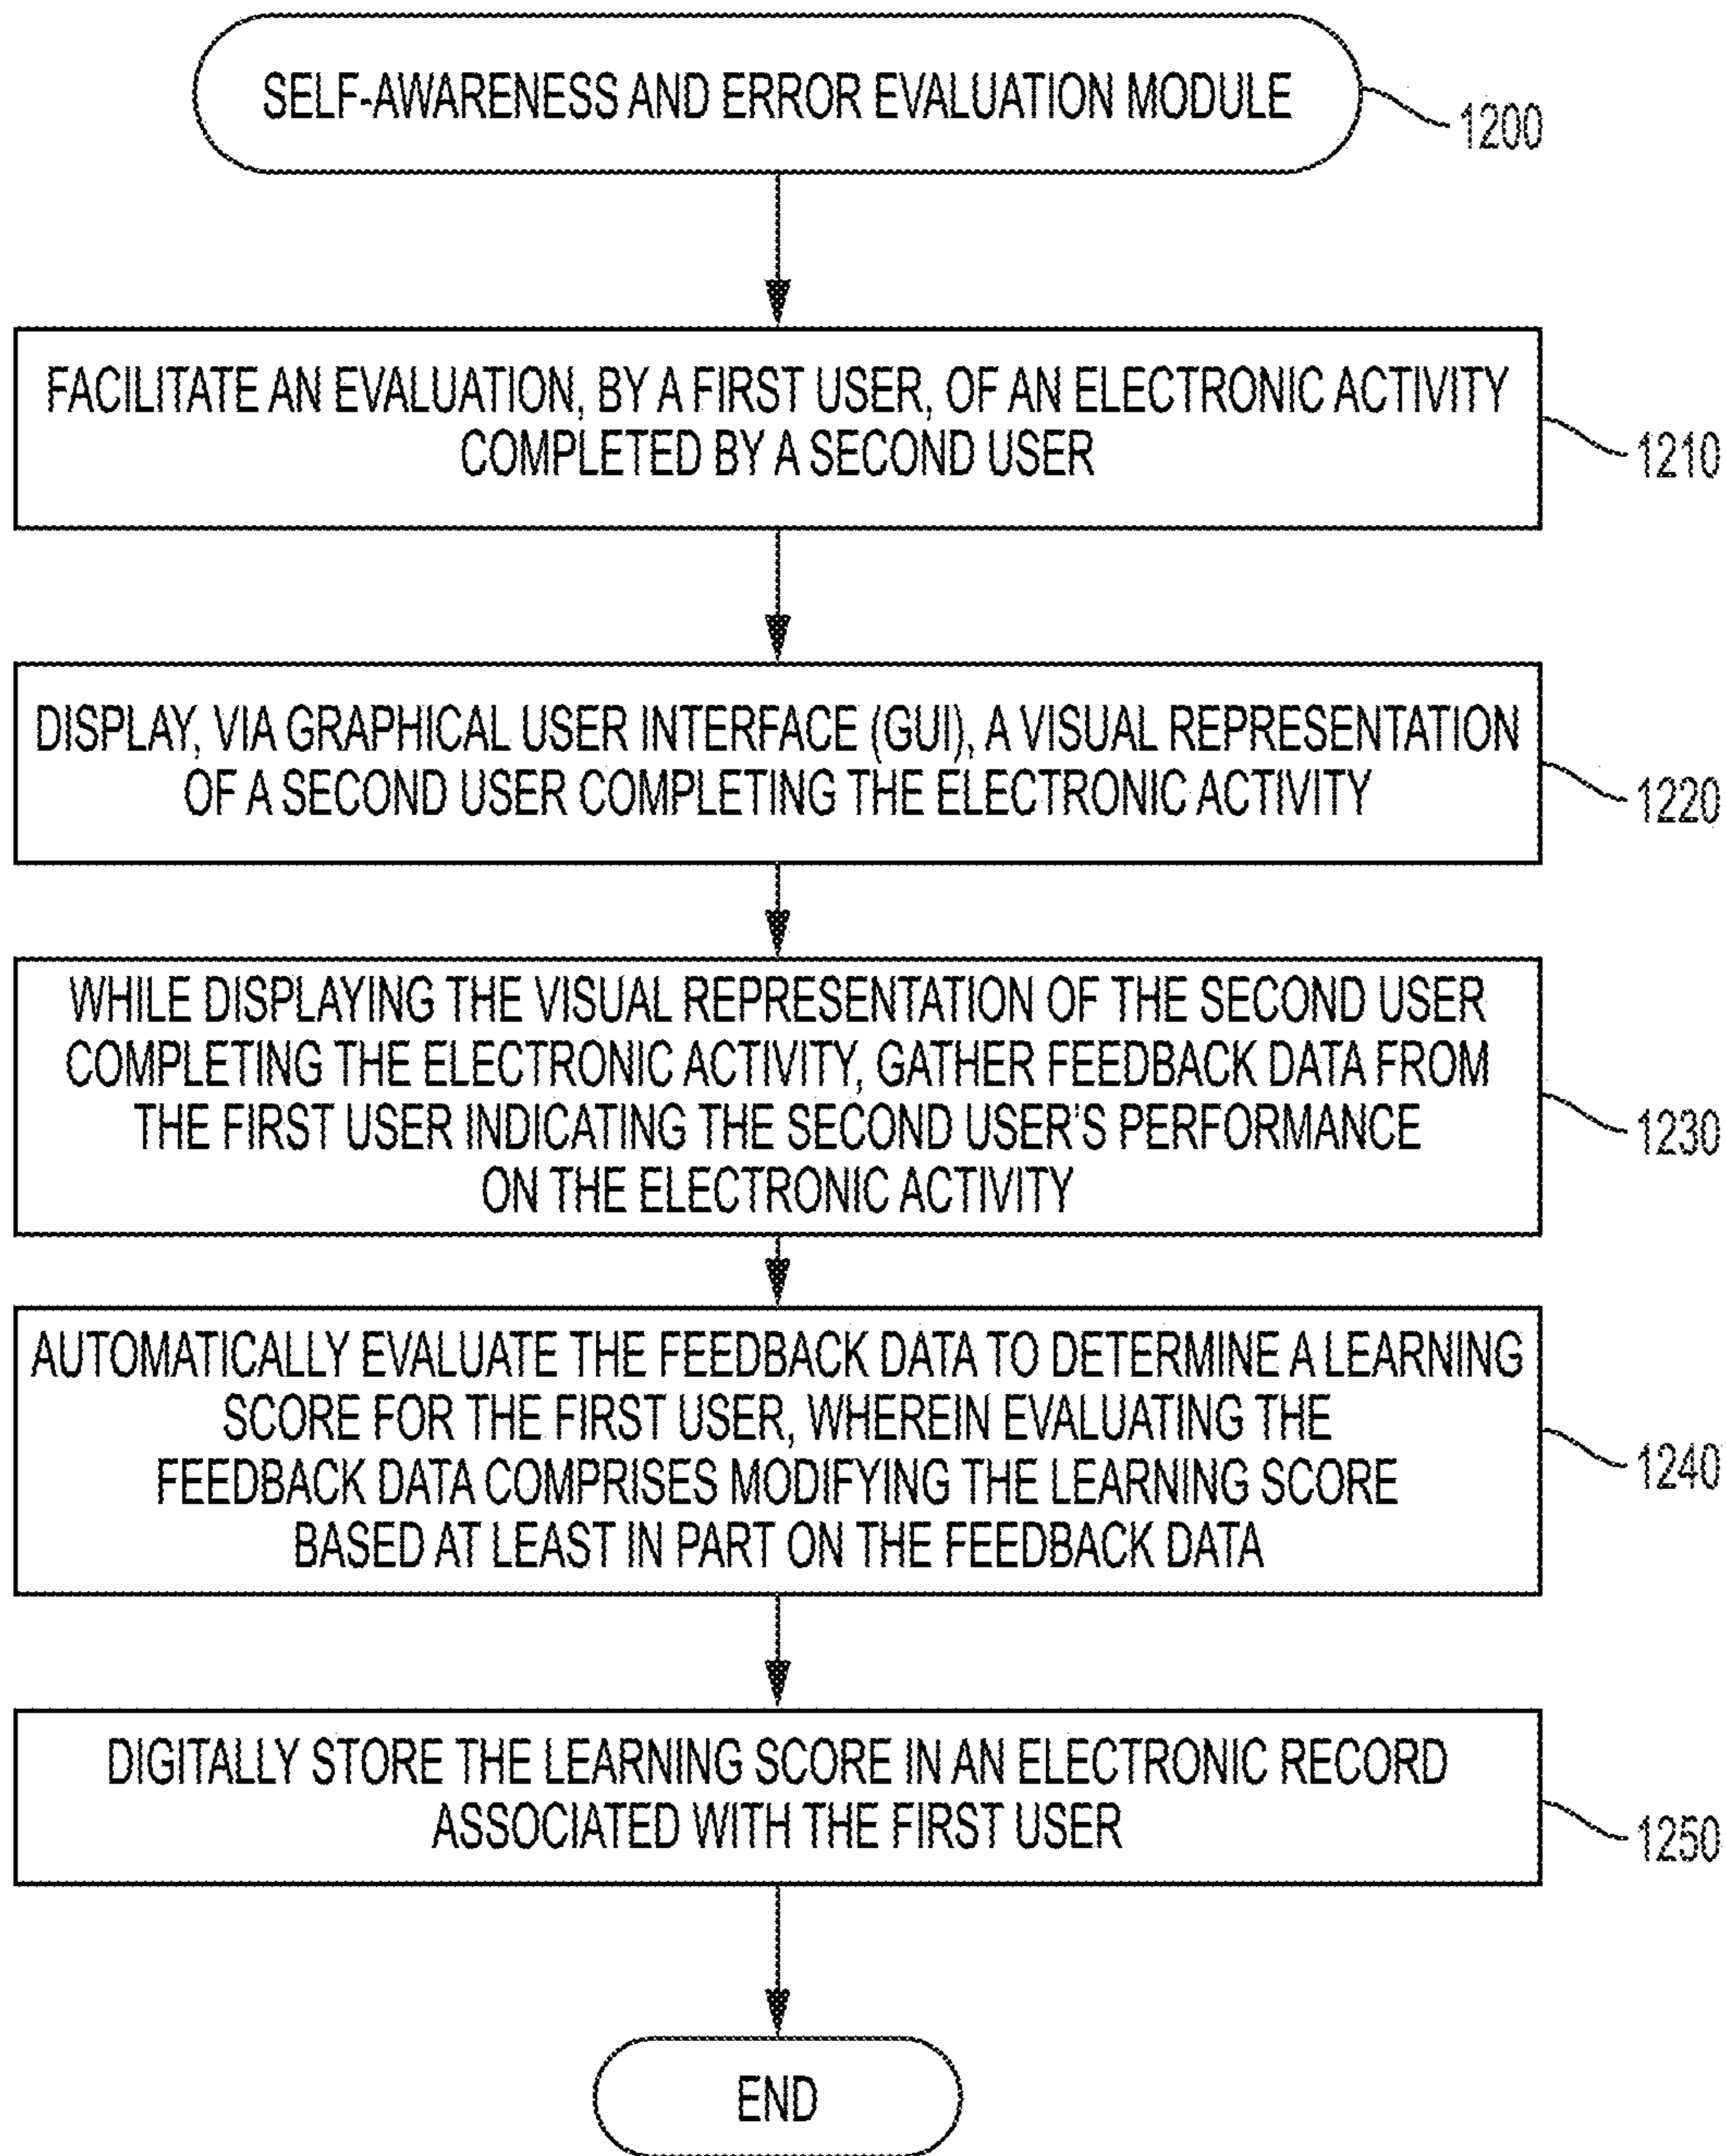 SELF-AWARENESS AND ERROR EVALUATION MODULE
1200
FACILITATE AN EVALUATION, BY A FIRST USER, OF AN ELECTRONIC ACTIVITY
COMPLETED BY A SECOND USER
1210
DISPLAY, VIA GRAPHICAL USER INTERFACE (GUI), A VISUAL REPRESENTATION
OF A SECOND USER COMPLETING THE ELECTRONIC ACTIVITY
1220
WHILE DISPLAYING THE VISUAL REPRESENTATION OF THE SECOND USER
COMPLETING THE ELECTRONIC ACTIVITY, GATHER FEEDBACK DATA FROM
THE FIRST USER INDICATING THE SECOND USER'S PERFORMANCE
ON THE ELECTRONIC ACTIVITY
1230
AUTOMATICALLY EVALUATE THE FEEDBACK DATA TO DETERMINE A LEARNING
SCORE FOR THE FIRST USER, WHEREIN EVALUATING THE
FEEDBACK DATA COMPRISES MODIFYING THE LEARNING SCORE
BASED AT LEAST IN PART ON THE FEEDBACK DATA
1240
DIGITALLY STORE THE LEARNING SCORE IN AN ELECTRONIC RECORD
ASSOCIATED WITH THE FIRST USER
1250
END